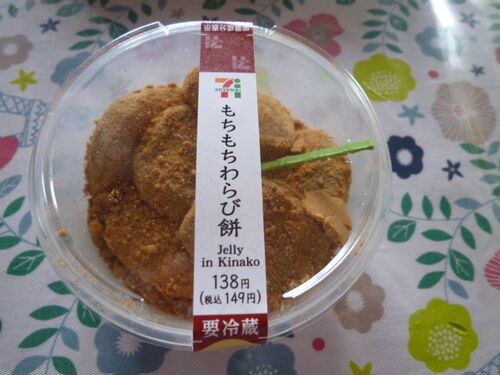 SEVEN & i
もちもちわらび餅
Jelly
in Kinako
138円
(税込149円)
要冷蔵